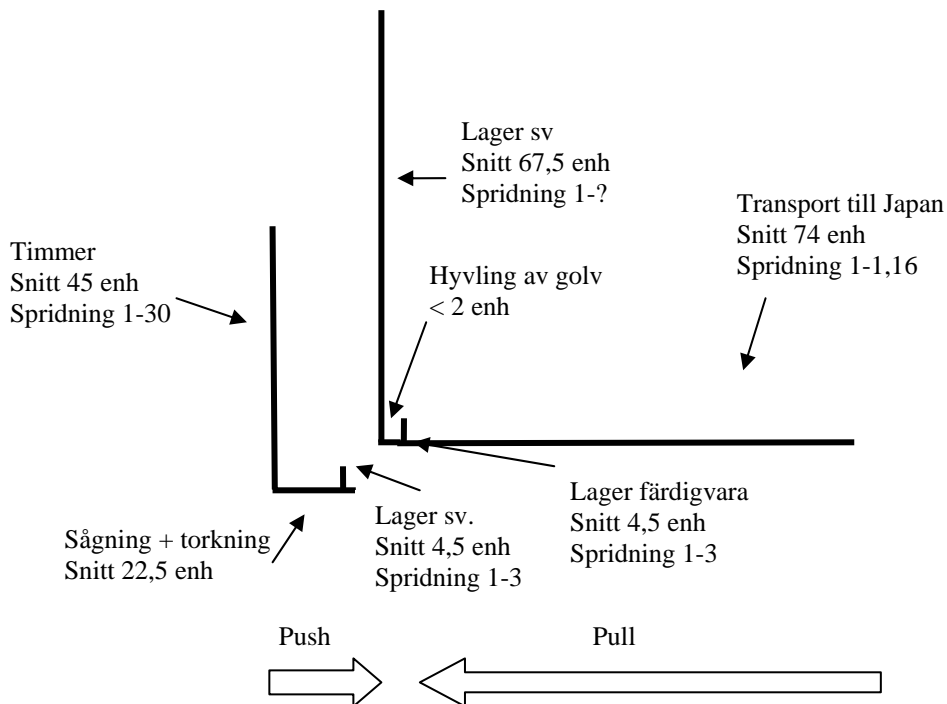 Lager sv
Snitt 67,5 enh
Spridning 1-?
Transport till Japan
Snitt 74 enh
Spridning 1-1,16
Timmer
Snitt 45 enh
Spridning 1-30
Hyvling av golv
< 2 enh
Sågning + torkning
Snitt 22,5 enh
Lager sv.
Snitt 4,5 enh
Spridning 1-3
Lager färdigvara
Snitt 4,5 enh
Spridning 1-3
Push
Pull